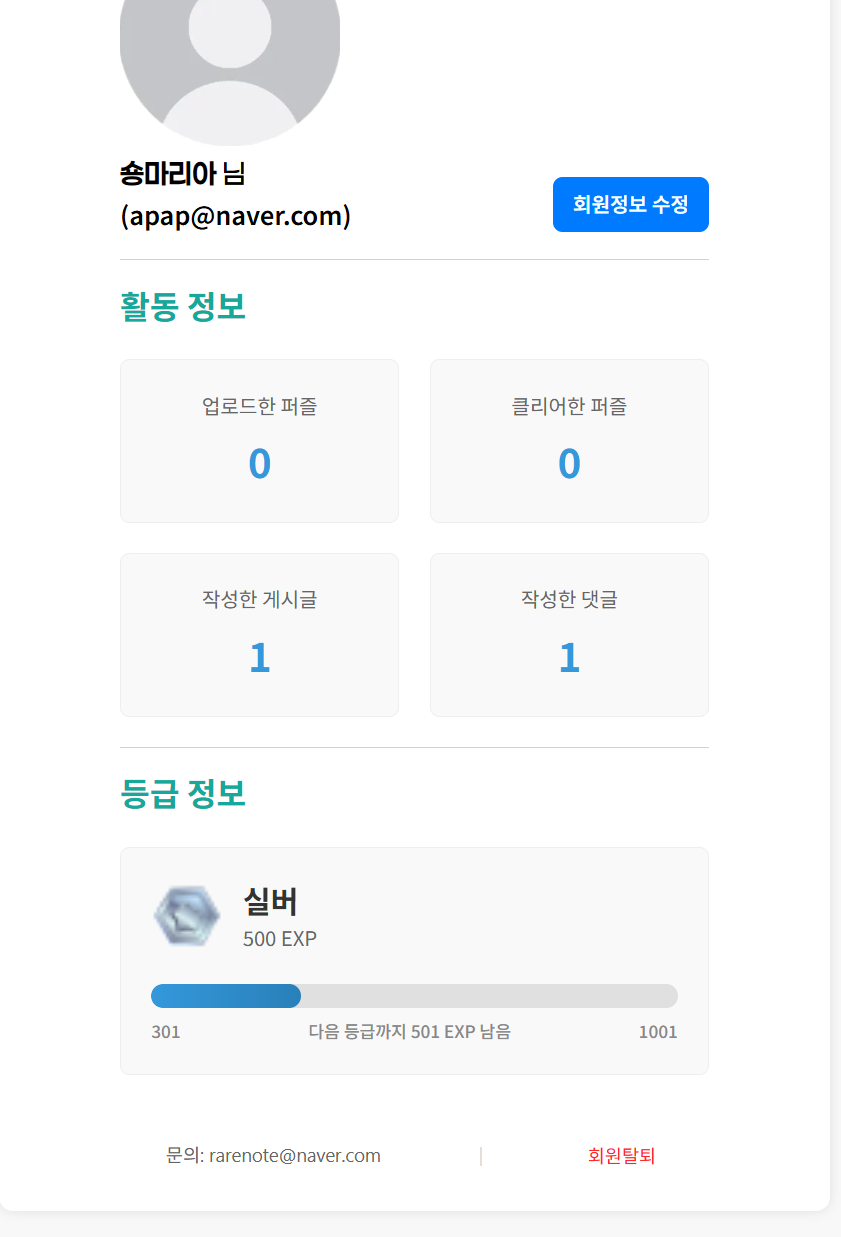 숑마리아 님
(apap@naver.com)
회원정보 수정
활동 정보
업로드한 퍼즐
클리어한 퍼즐
0
0
작성한 게시글
작성한 댓글
1
1
등급 정보
실버
500 EXP
301
다음 등급까지 501 EXP 남음
1001
문의: rarenote@naver.com
|
회원탈퇴